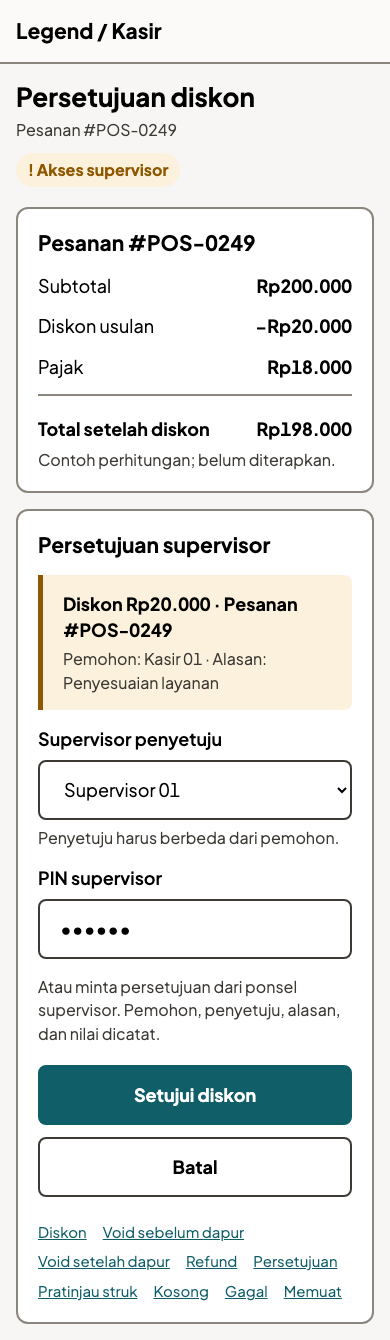 Legend / Kasir
Persetujuan diskon
Pesanan #POS-0249
! Akses supervisor
Pesanan #POS-0249
Subtotal Rp200.000
Diskon usulan −Rp20.000
Pajak Rp18.000
Total setelah diskon Rp198.000
Contoh perhitungan; belum diterapkan.
Persetujuan supervisor
Diskon Rp20.000 · Pesanan
#POS-0249
Pemohon: Kasir 01 · Alasan:
Penyesuaian layanan
Supervisor penyetuju
Supervisor 01
Penyetuju harus berbeda dari pemohon.
PIN supervisor
••••••
Atau minta persetujuan dari ponsel
supervisor. Pemohon, penyetuju, alasan,
dan nilai dicatat.
Setujui diskon
Batal
Diskon Void sebelum dapur
Void setelah dapur Refund Persetujuan
Pratinjau struk Kosong Gagal Memuat